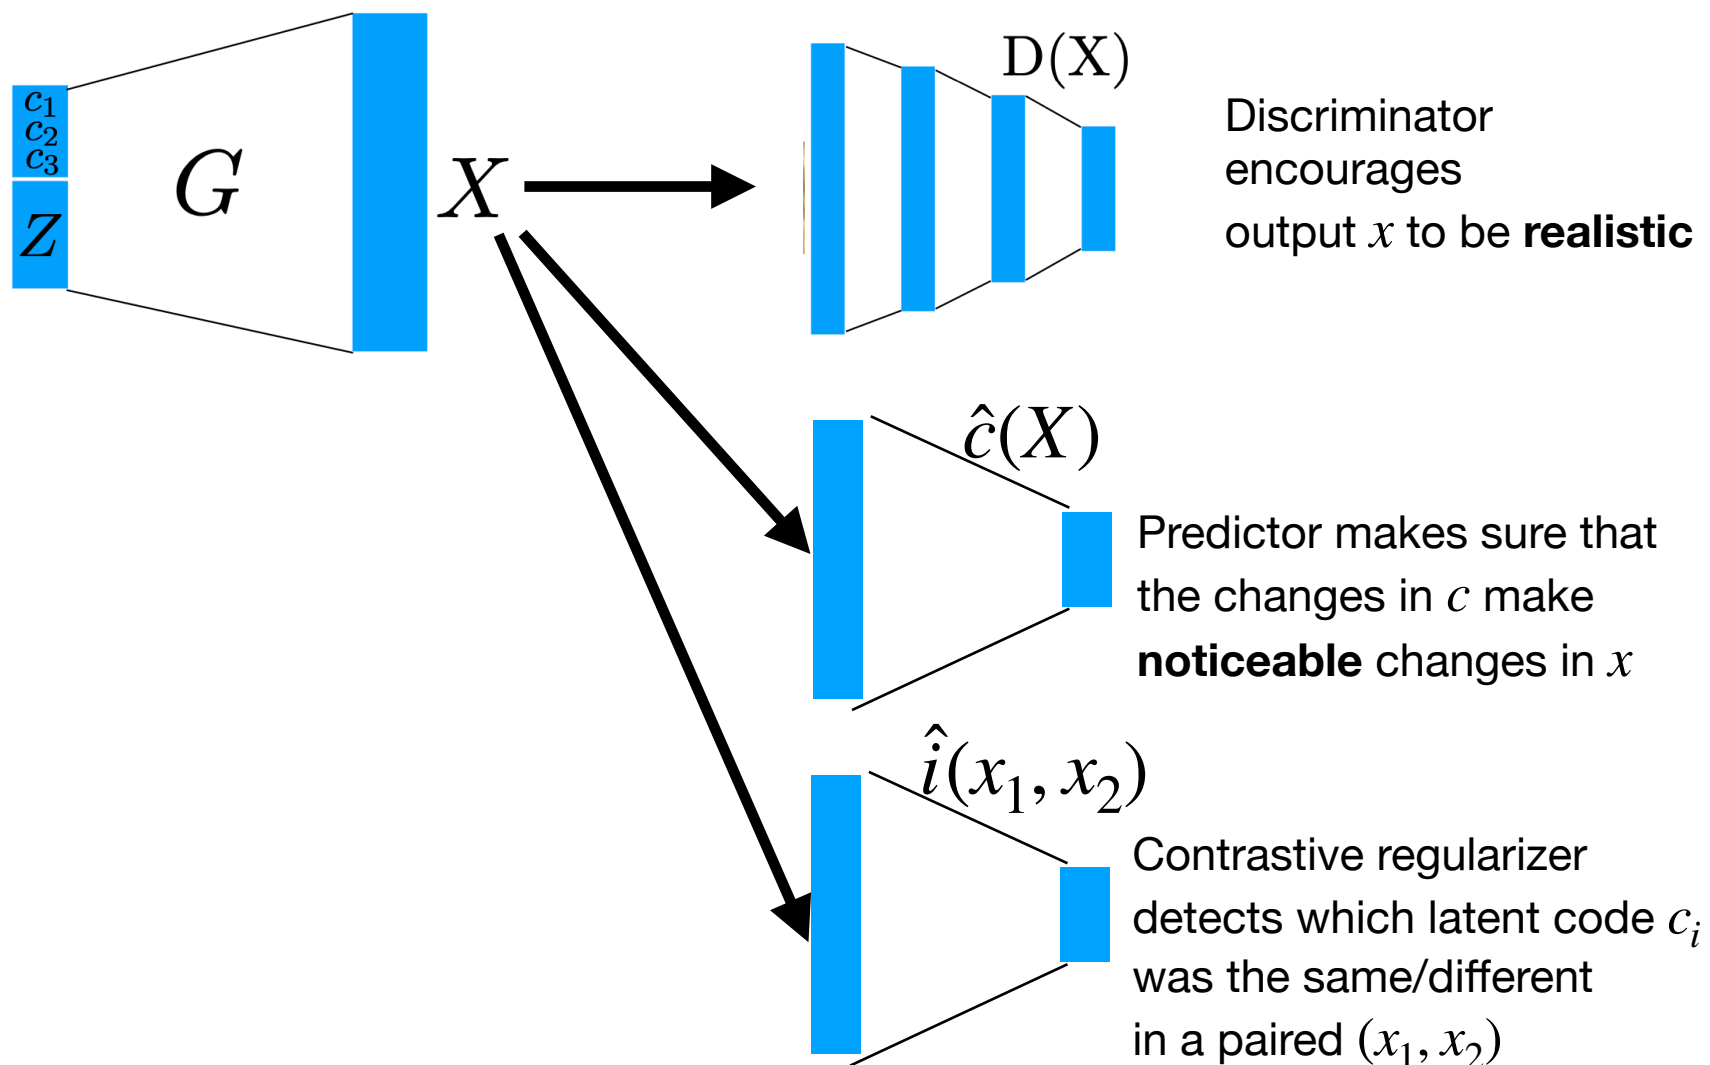 c₁
c₂
c₃
Z
G
X
D(X)
Discriminator
encourages
output x to be realistic
ĉ(X)
Predictor makes sure that
the changes in c make
noticeable changes in x
î(x₁, x₂)
Contrastive regularizer
detects which latent code cᵢ
was the same/different
in a paired (x₁, x₂)